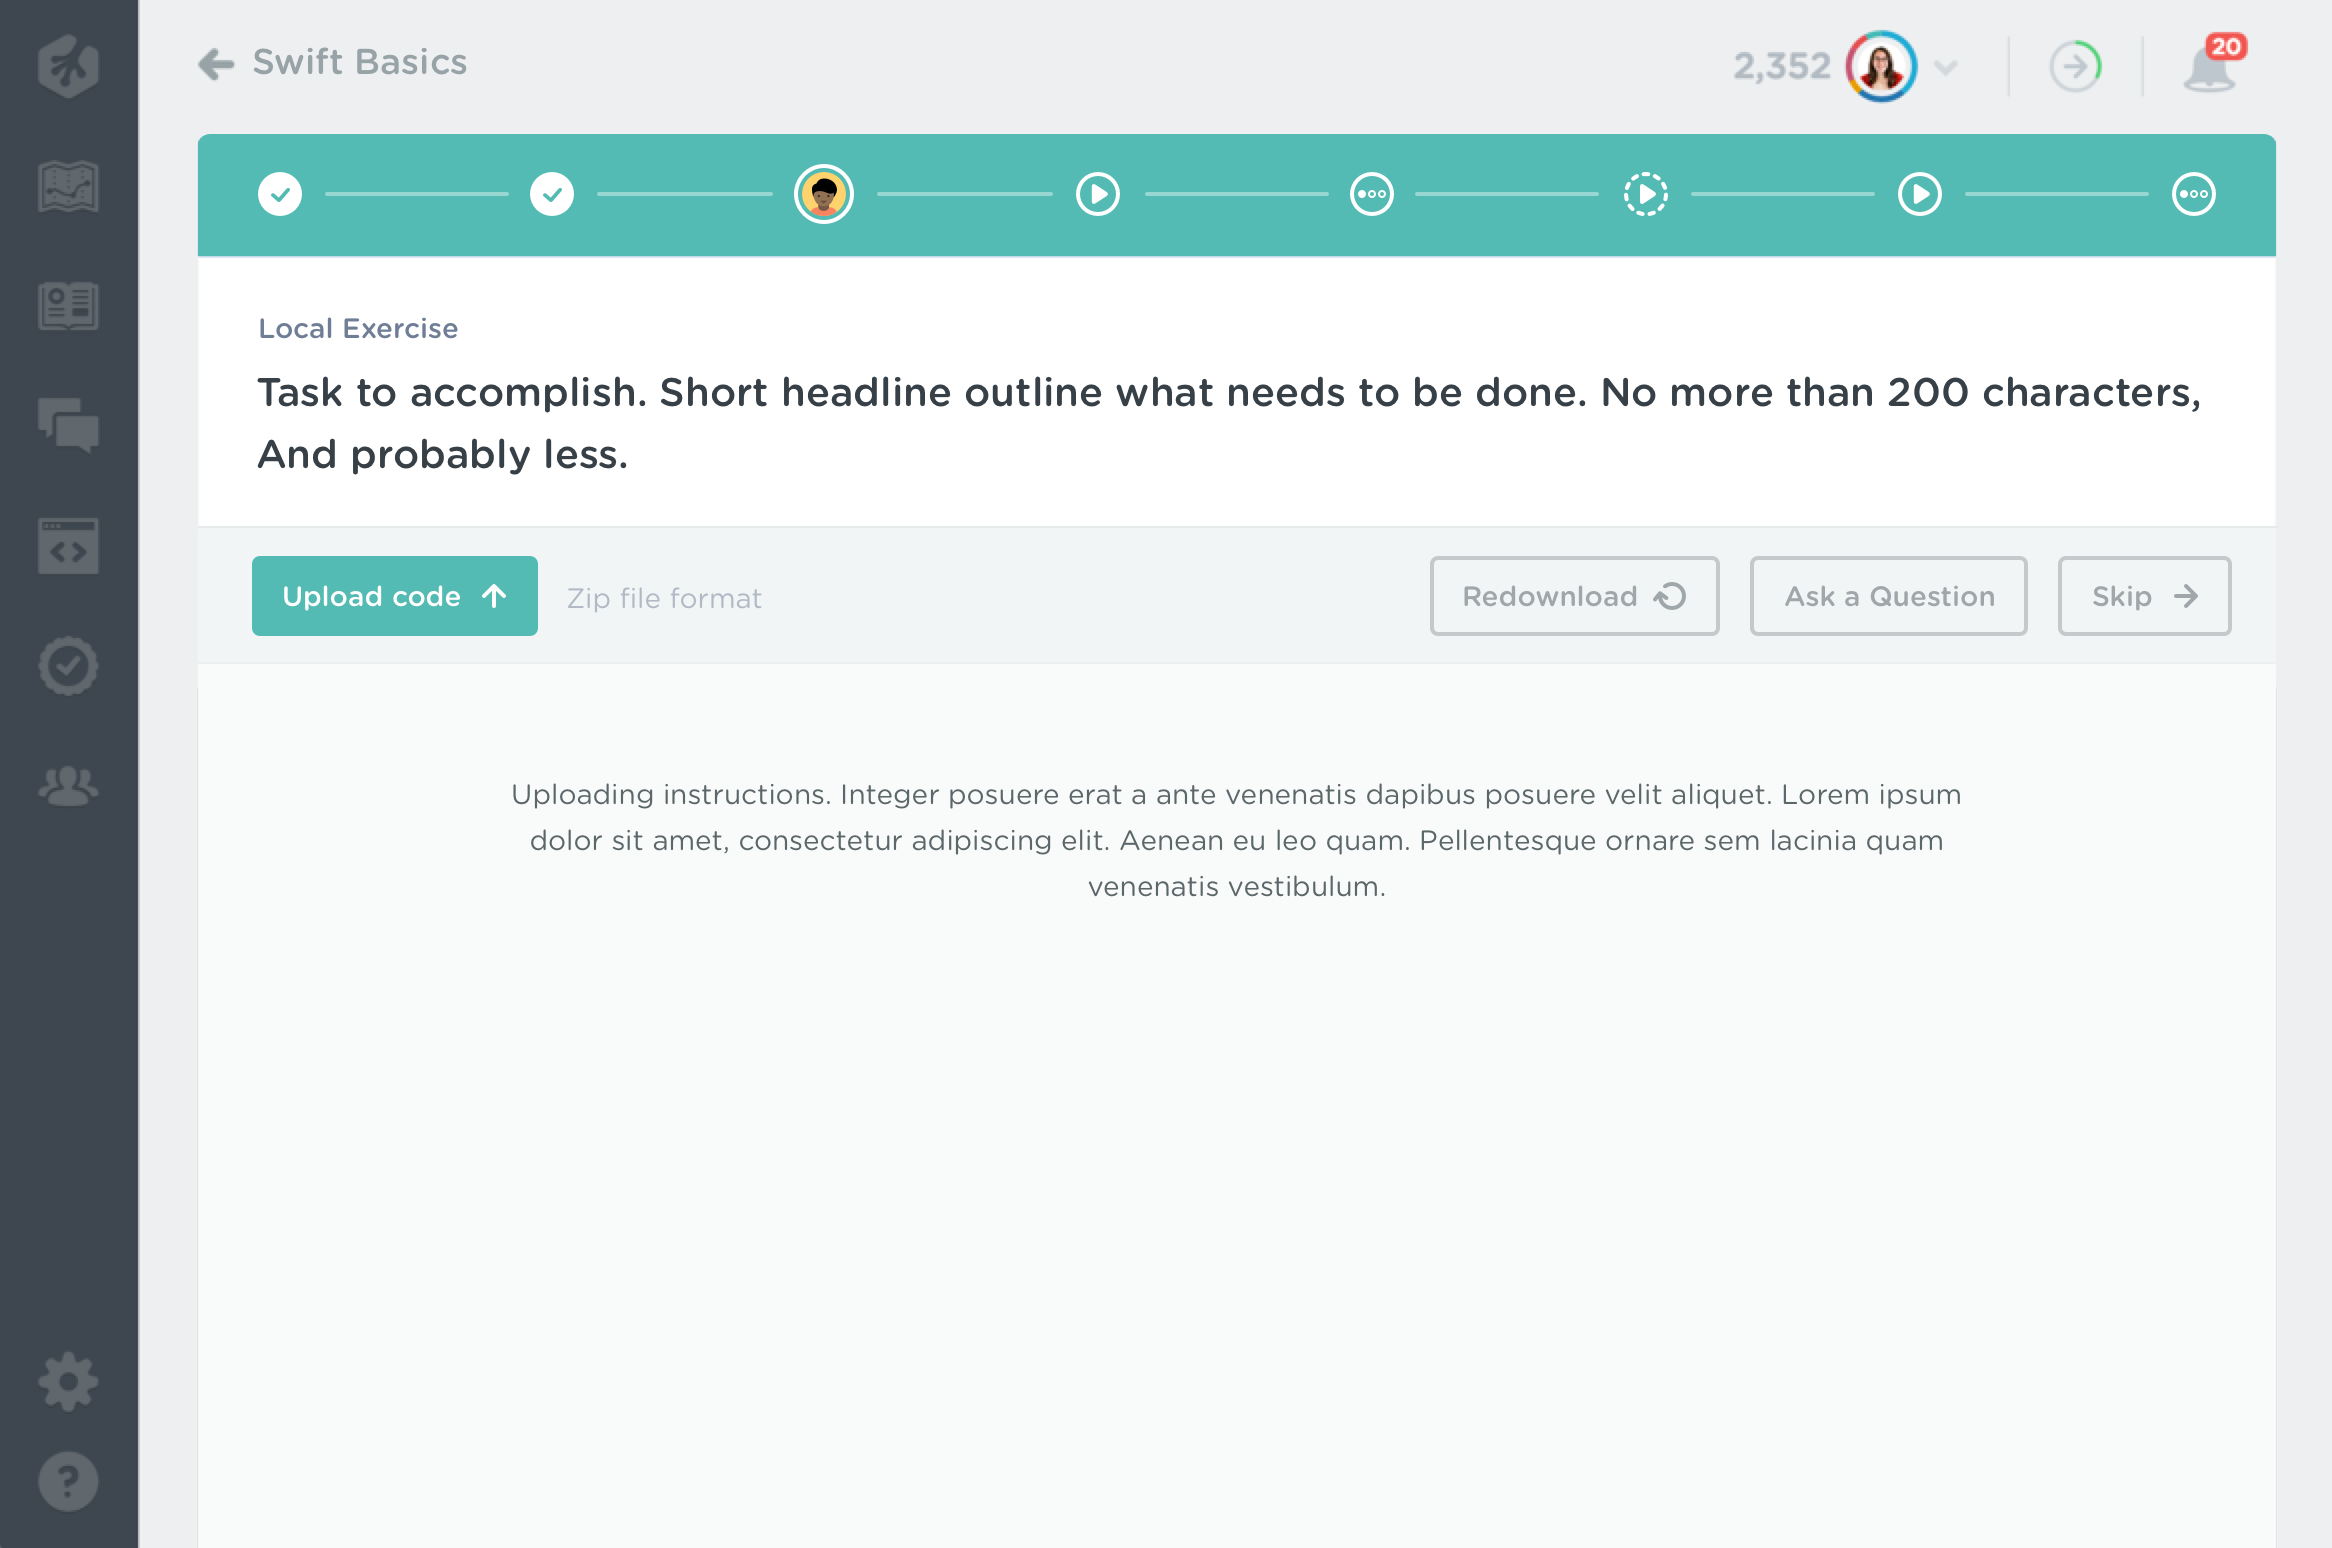 Swift Basics
2,352
20
Local Exercise
Task to accomplish. Short headline outline what needs to be done. No more than 200 characters,
And probably less.
Upload code
Zip file format
Redownload
Ask a Question
Skip
Uploading instructions. Integer posuere erat a ante venenatis dapibus posuere velit aliquet. Lorem ipsum
dolor sit amet, consectetur adipiscing elit. Aenean eu leo quam. Pellentesque ornare sem lacinia quam
venenatis vestibulum.
?